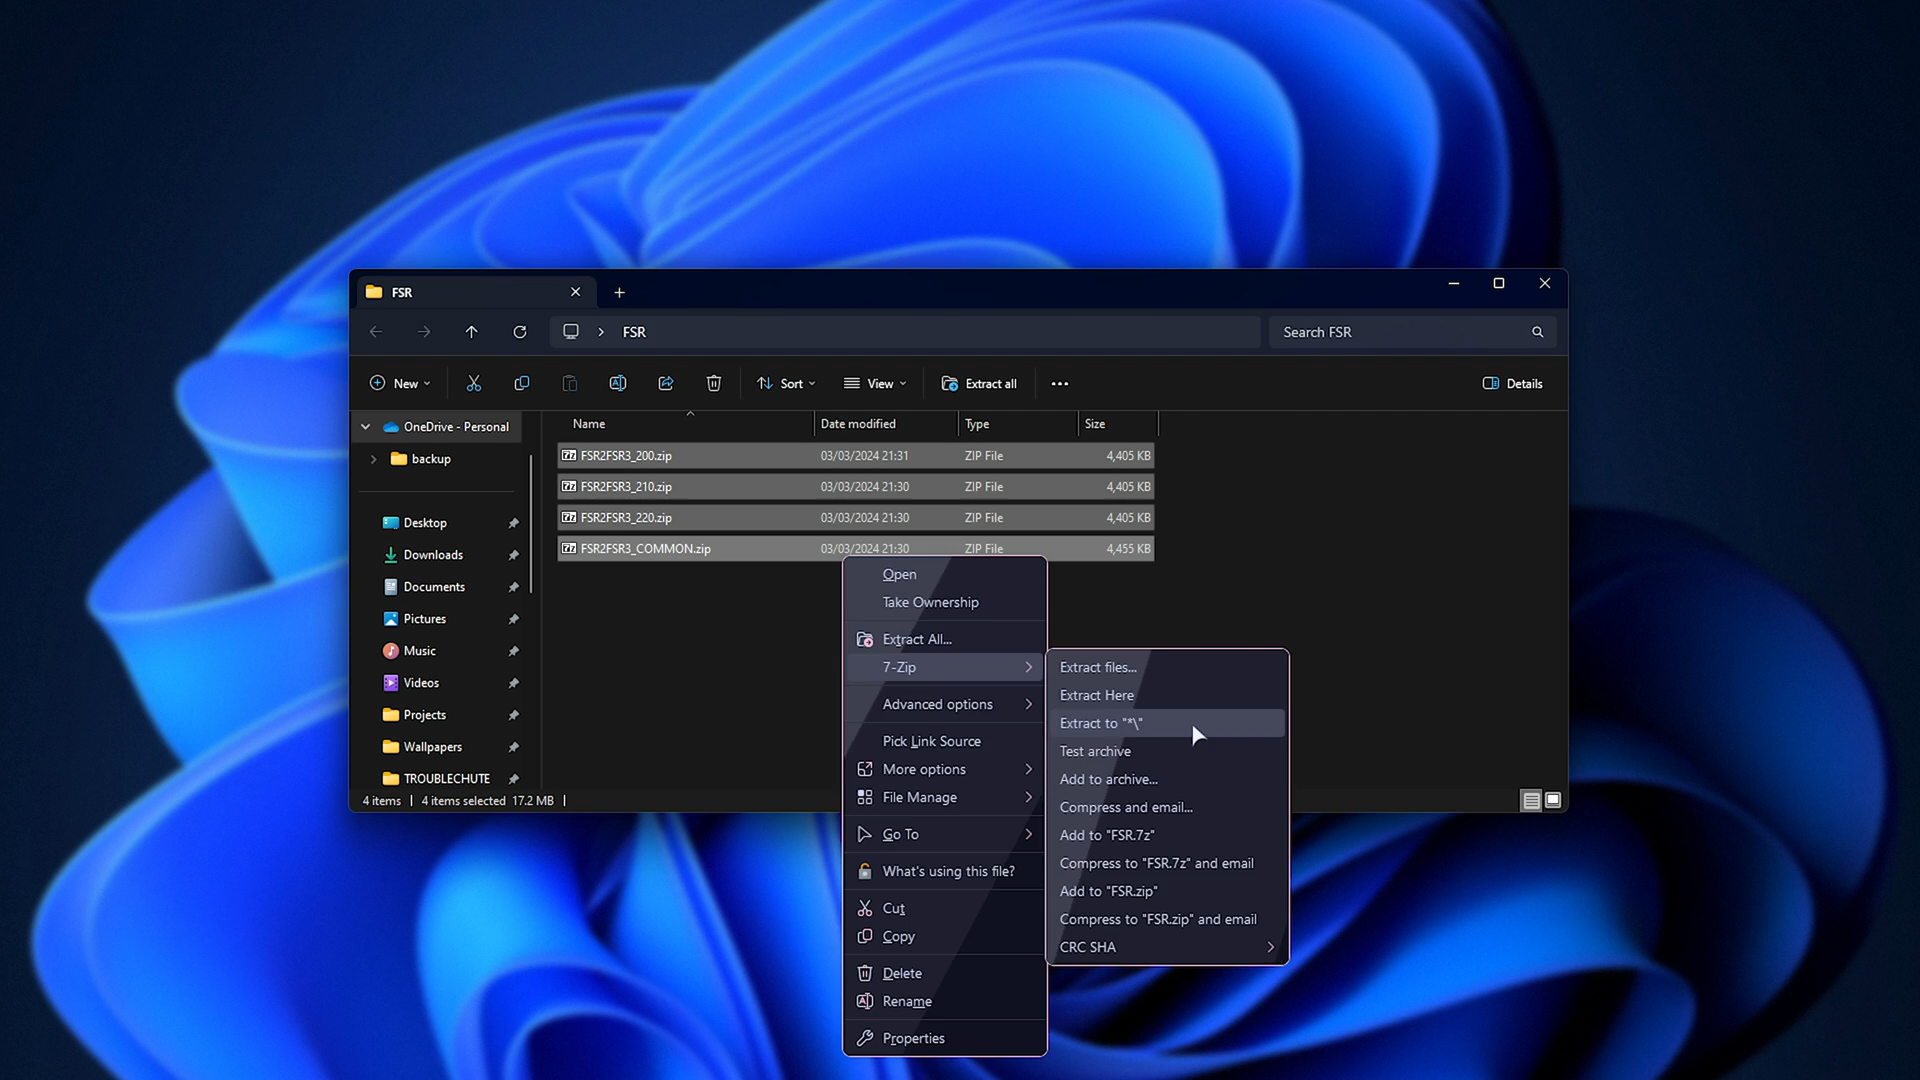 FSR
FSR
Search FSR
New
Sort
View
Extract all
Details
OneDrive - Personal
backup
Desktop
Downloads
Documents
Pictures
Music
Videos
Projects
Wallpapers
TROUBLECHUTE
Name Date modified Type Size
FSR2FSR3_200.zip 03/03/2024 21:31 ZIP File 4,405 KB
FSR2FSR3_210.zip 03/03/2024 21:30 ZIP File 4,405 KB
FSR2FSR3_220.zip 03/03/2024 21:30 ZIP File 4,405 KB
FSR2FSR3_COMMON.zip 03/03/2024 21:30 ZIP File 4,455 KB
4 items | 4 items selected 17.2 MB |
Open
Take Ownership
Extract All...
7-Zip
Advanced options
Pick Link Source
More options
File Manage
Go To
What's using this file?
Cut
Copy
Delete
Rename
Properties
Extract files...
Extract Here
Extract to "*\"
Test archive
Add to archive...
Compress and email...
Add to "FSR.7z"
Compress to "FSR.7z" and email
Add to "FSR.zip"
Compress to "FSR.zip" and email
CRC SHA